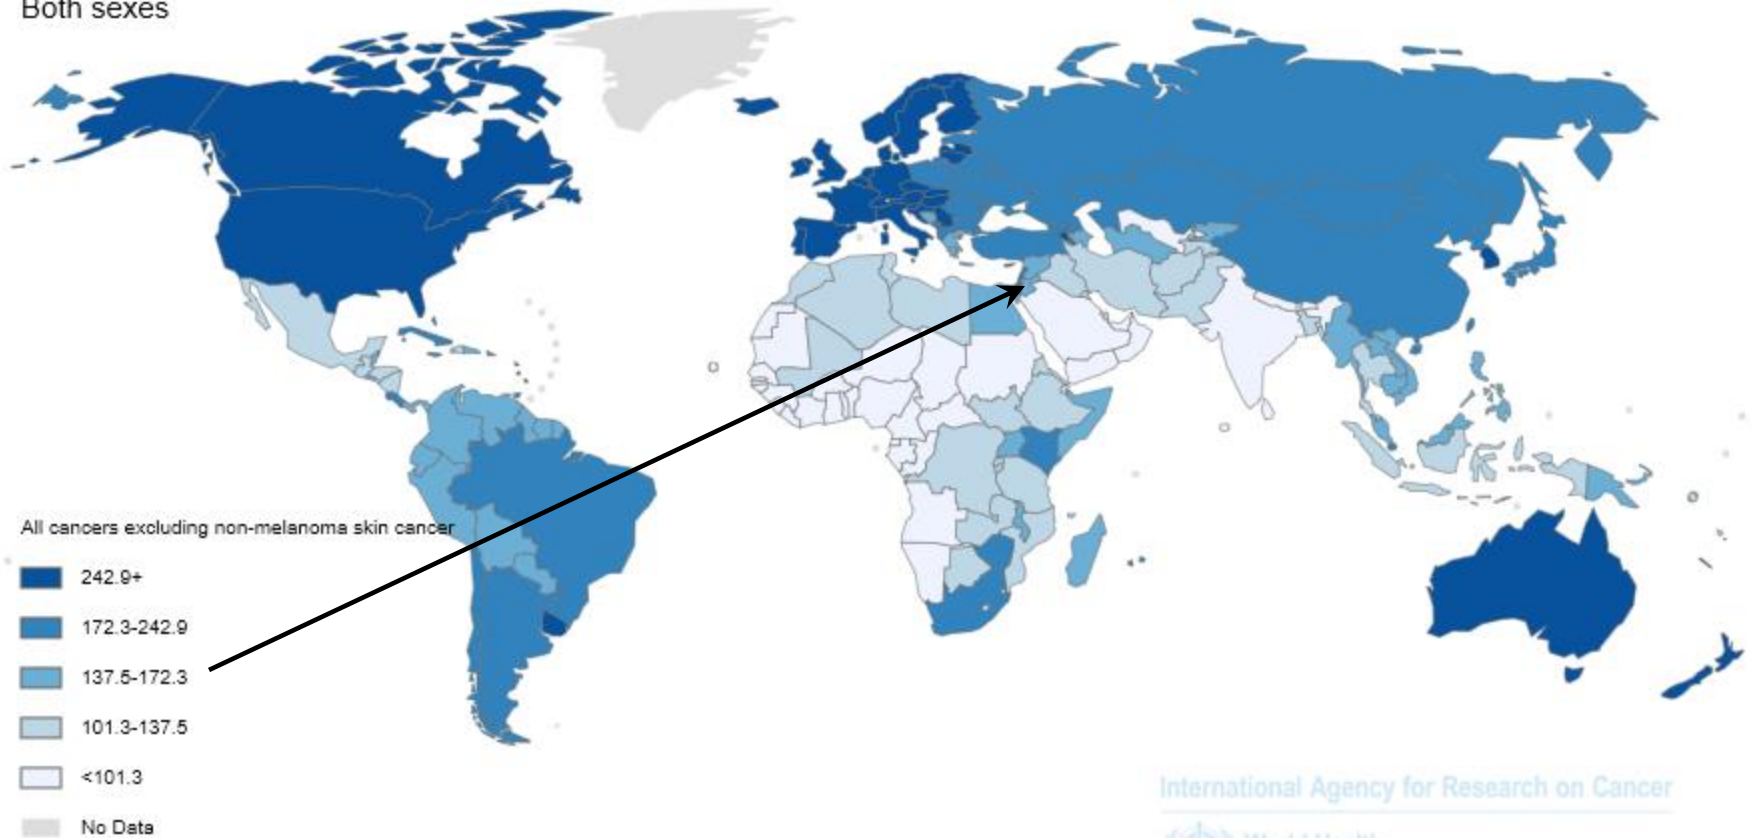 Both sexes
All cancers excluding non-melanoma skin cancer
242.9+
172.3-242.9
137.5-172.3
101.3-137.5
<101.3
No Data
International Agency for Research on Cancer